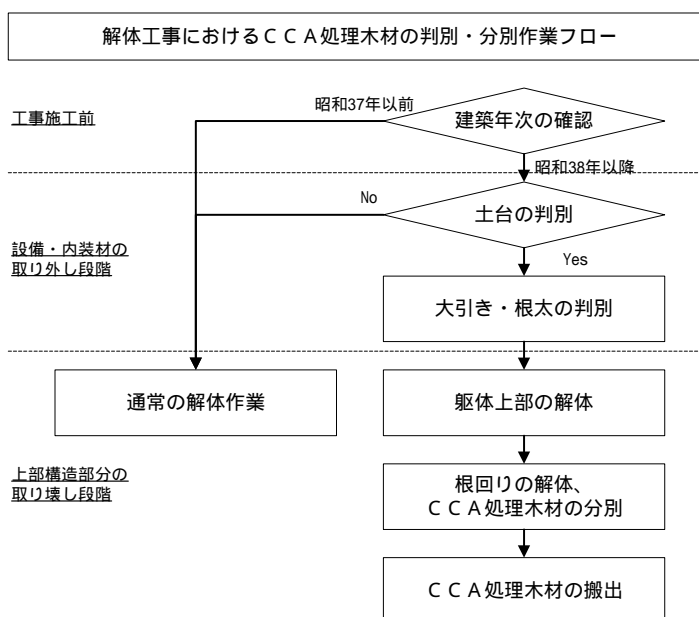 解体工事におけるＣＣＡ処理木材の判別・分別作業フロー
昭和37年以前
工事施工前
建築年次の確認
昭和38年以降
No
土台の判別
設備・内装材の
取り外し段階
Yes
大引き・根太の判別
通常の解体作業
躯体上部の解体
上部構造部分の
取り壊し段階
根回りの解体、
ＣＣＡ処理木材の分別
ＣＣＡ処理木材の搬出